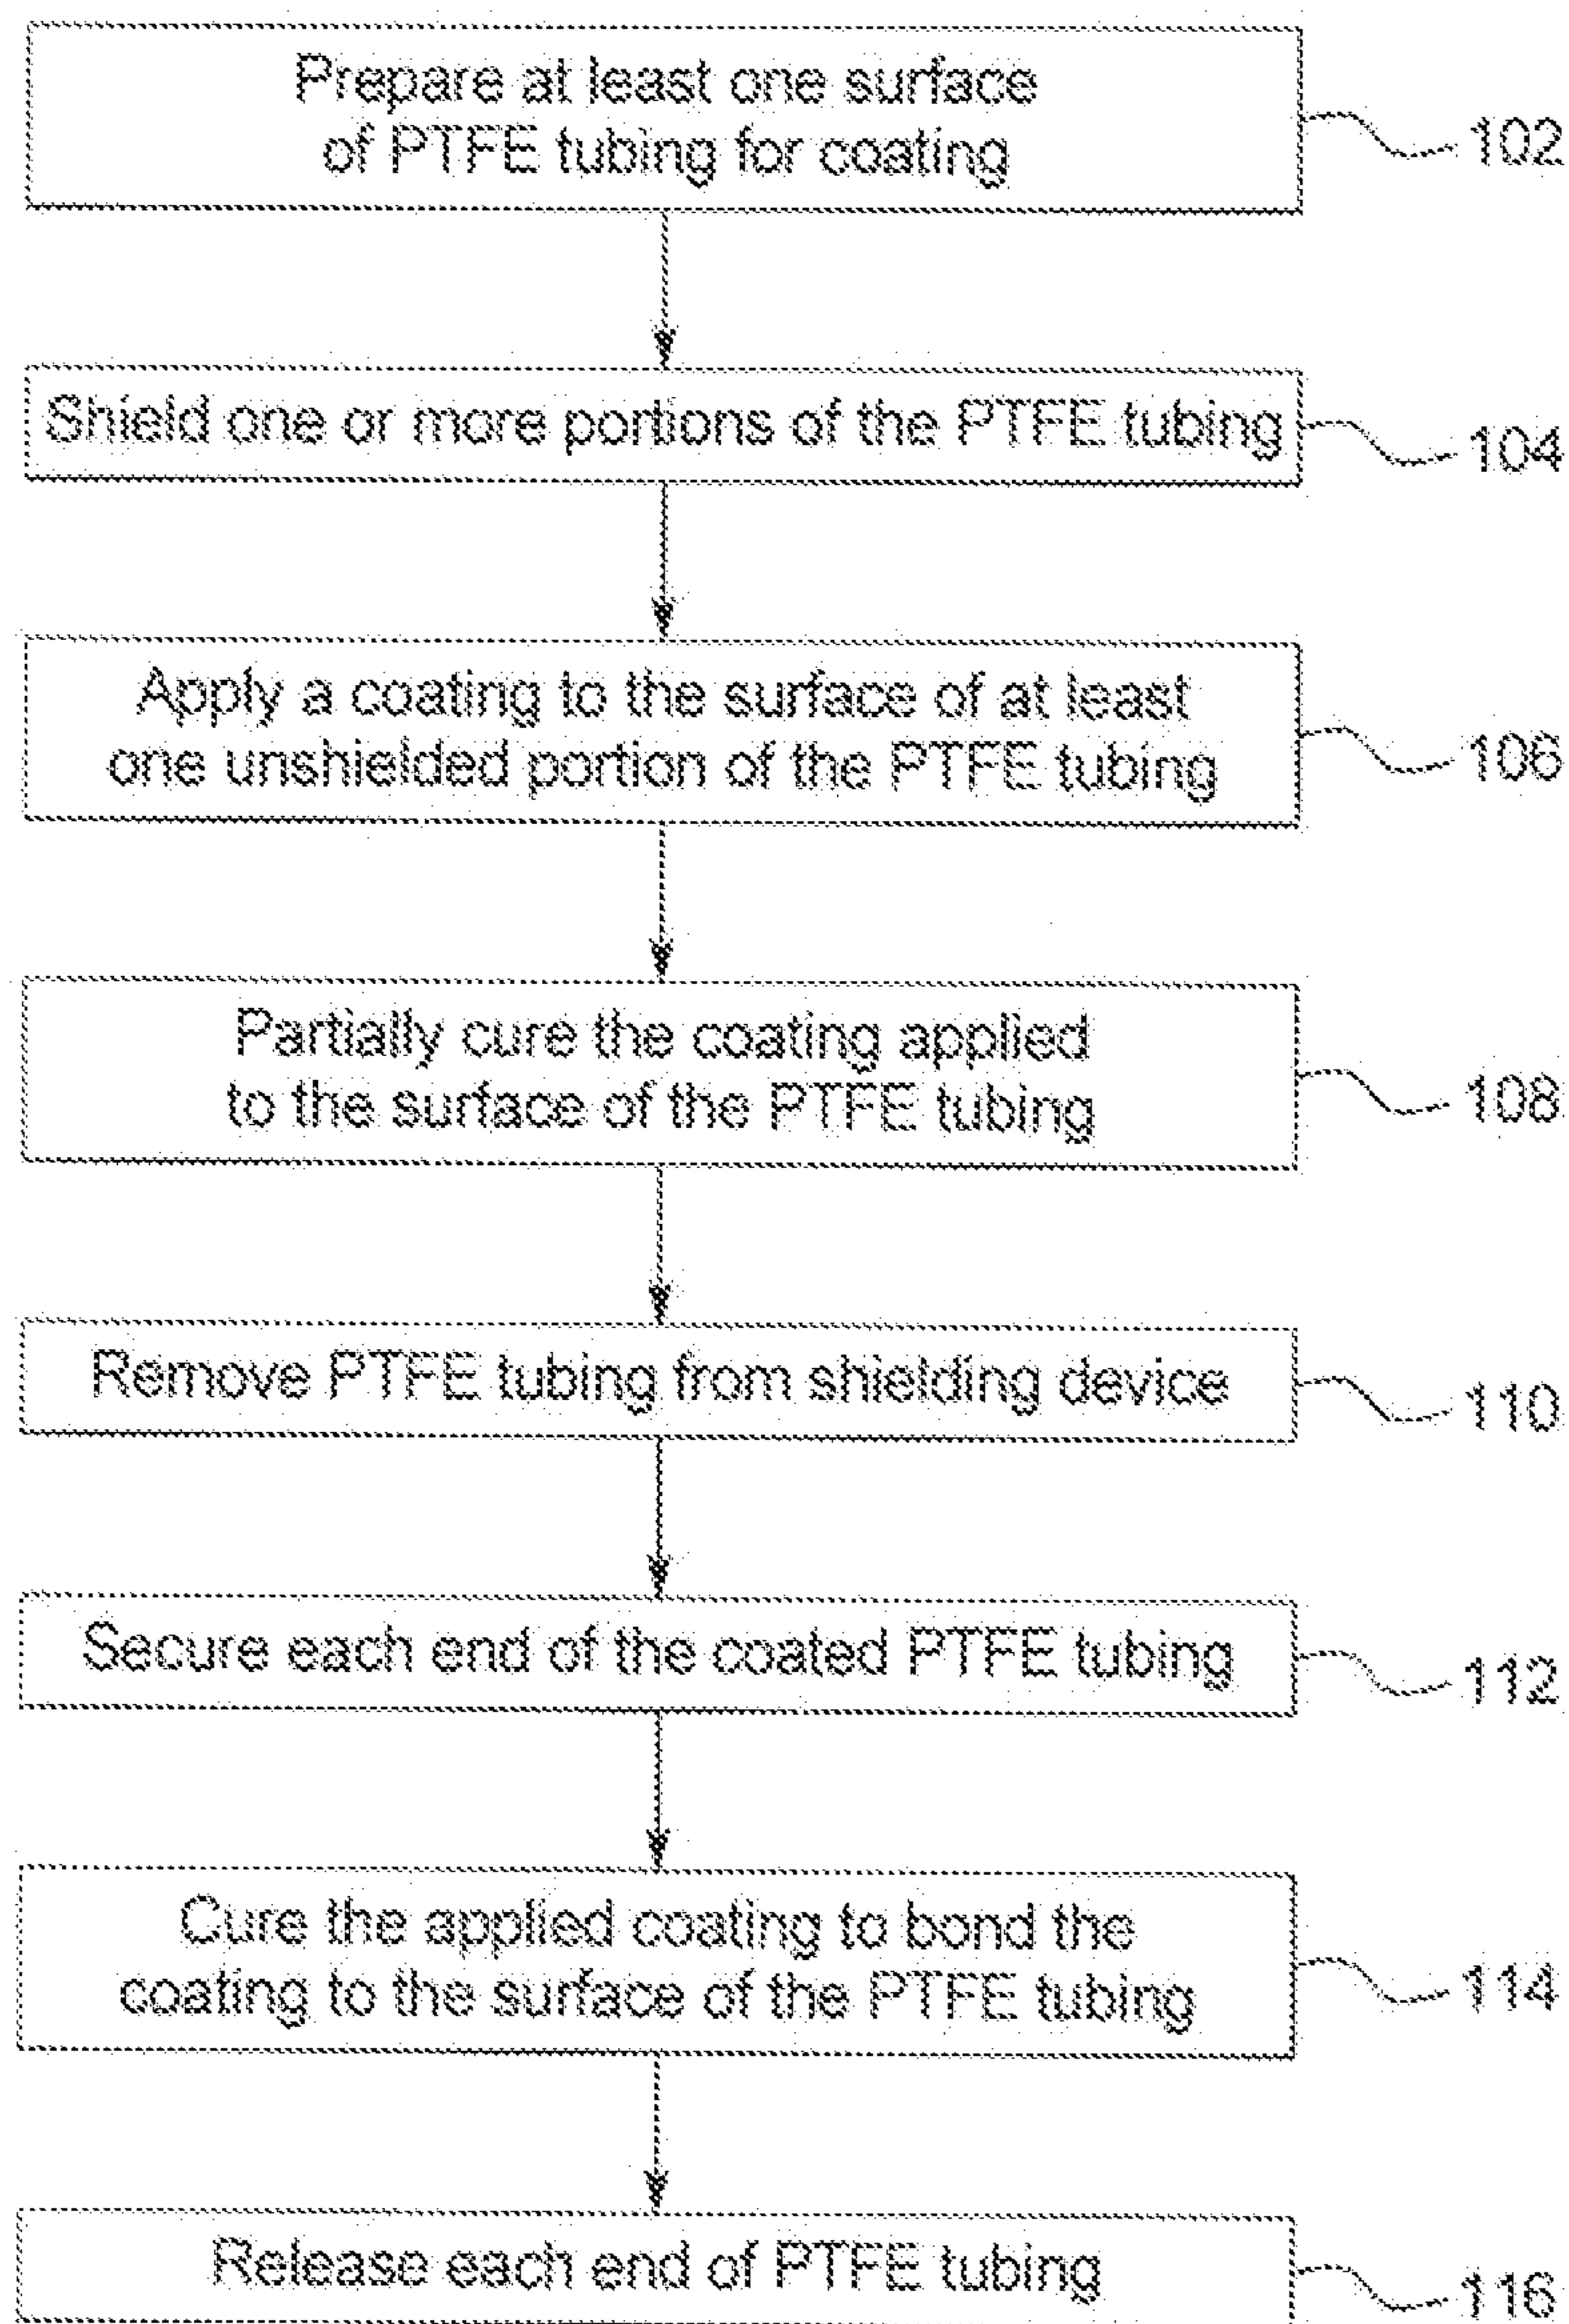 Prepare at least one surface
of PTFE tubing for coating
102
Shield one or more portions of the PTFE tubing
104
Apply a coating to the surface of at least
one unshielded portion of the PTFE tubing
106
Partially cure the coating applied
to the surface of the PTFE tubing
108
Remove PTFE tubing from shielding device
110
Secure each end of the coated PTFE tubing
112
Cure the applied coating to bond the
coating to the surface of the PTFE tubing
114
Release each end of PTFE tubing
116